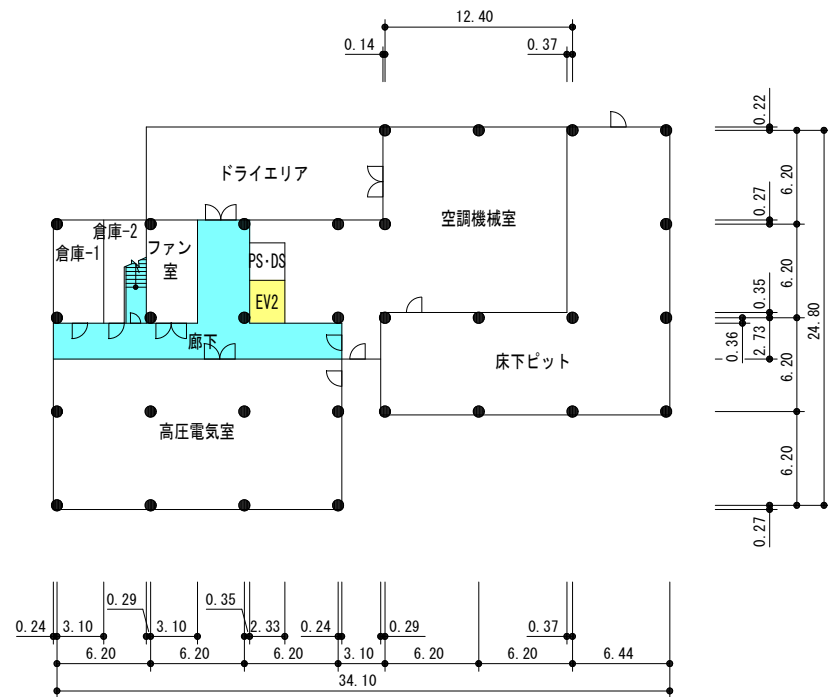 12.40
0.14
0.37
0.22
6.20
0.27
6.20
0.35
24.80
0.36
2.73
6.20
6.20
0.27
ドライエリア
空調機械室
倉庫-1
倉庫-2
ファン
室
PS・DS
EV2
廊下
床下ピット
高圧電気室
0.24
3.10
0.29
3.10
0.35
2.33
0.24
0.29
0.37
6.20
6.20
6.20
3.10
6.20
6.20
6.44
34.10